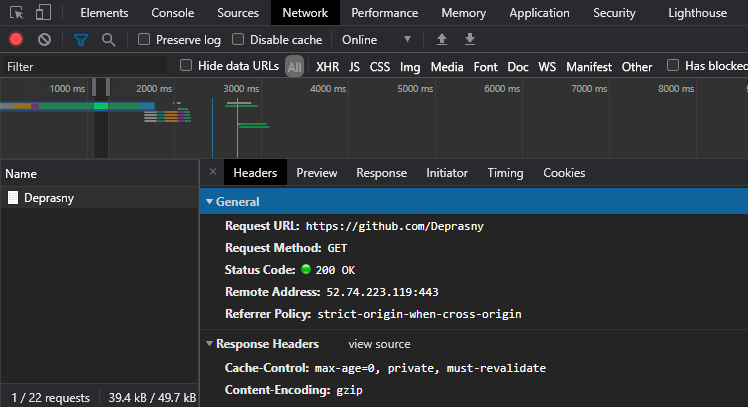 Elements Console Sources Network Performance Memory Application Security Lighthouse
Preserve log Disable cache Online
Filter Hide data URLs All XHR JS CSS Img Media Font Doc WS Manifest Other Has blocked
1000 ms 2000 ms 3000 ms 4000 ms 5000 ms 6000 ms 7000 ms 8000 ms 9
Name × Headers Preview Response Initiator Timing Cookies
Deprasny
General
Request URL: https://github.com/Deprasny
Request Method: GET
Status Code: 200 OK
Remote Address: 52.74.223.119:443
Referrer Policy: strict-origin-when-cross-origin
Response Headers view source
Cache-Control: max-age=0, private, must-revalidate
Content-Encoding: gzip
1 / 22 requests 39.4 kB / 49.7 kB